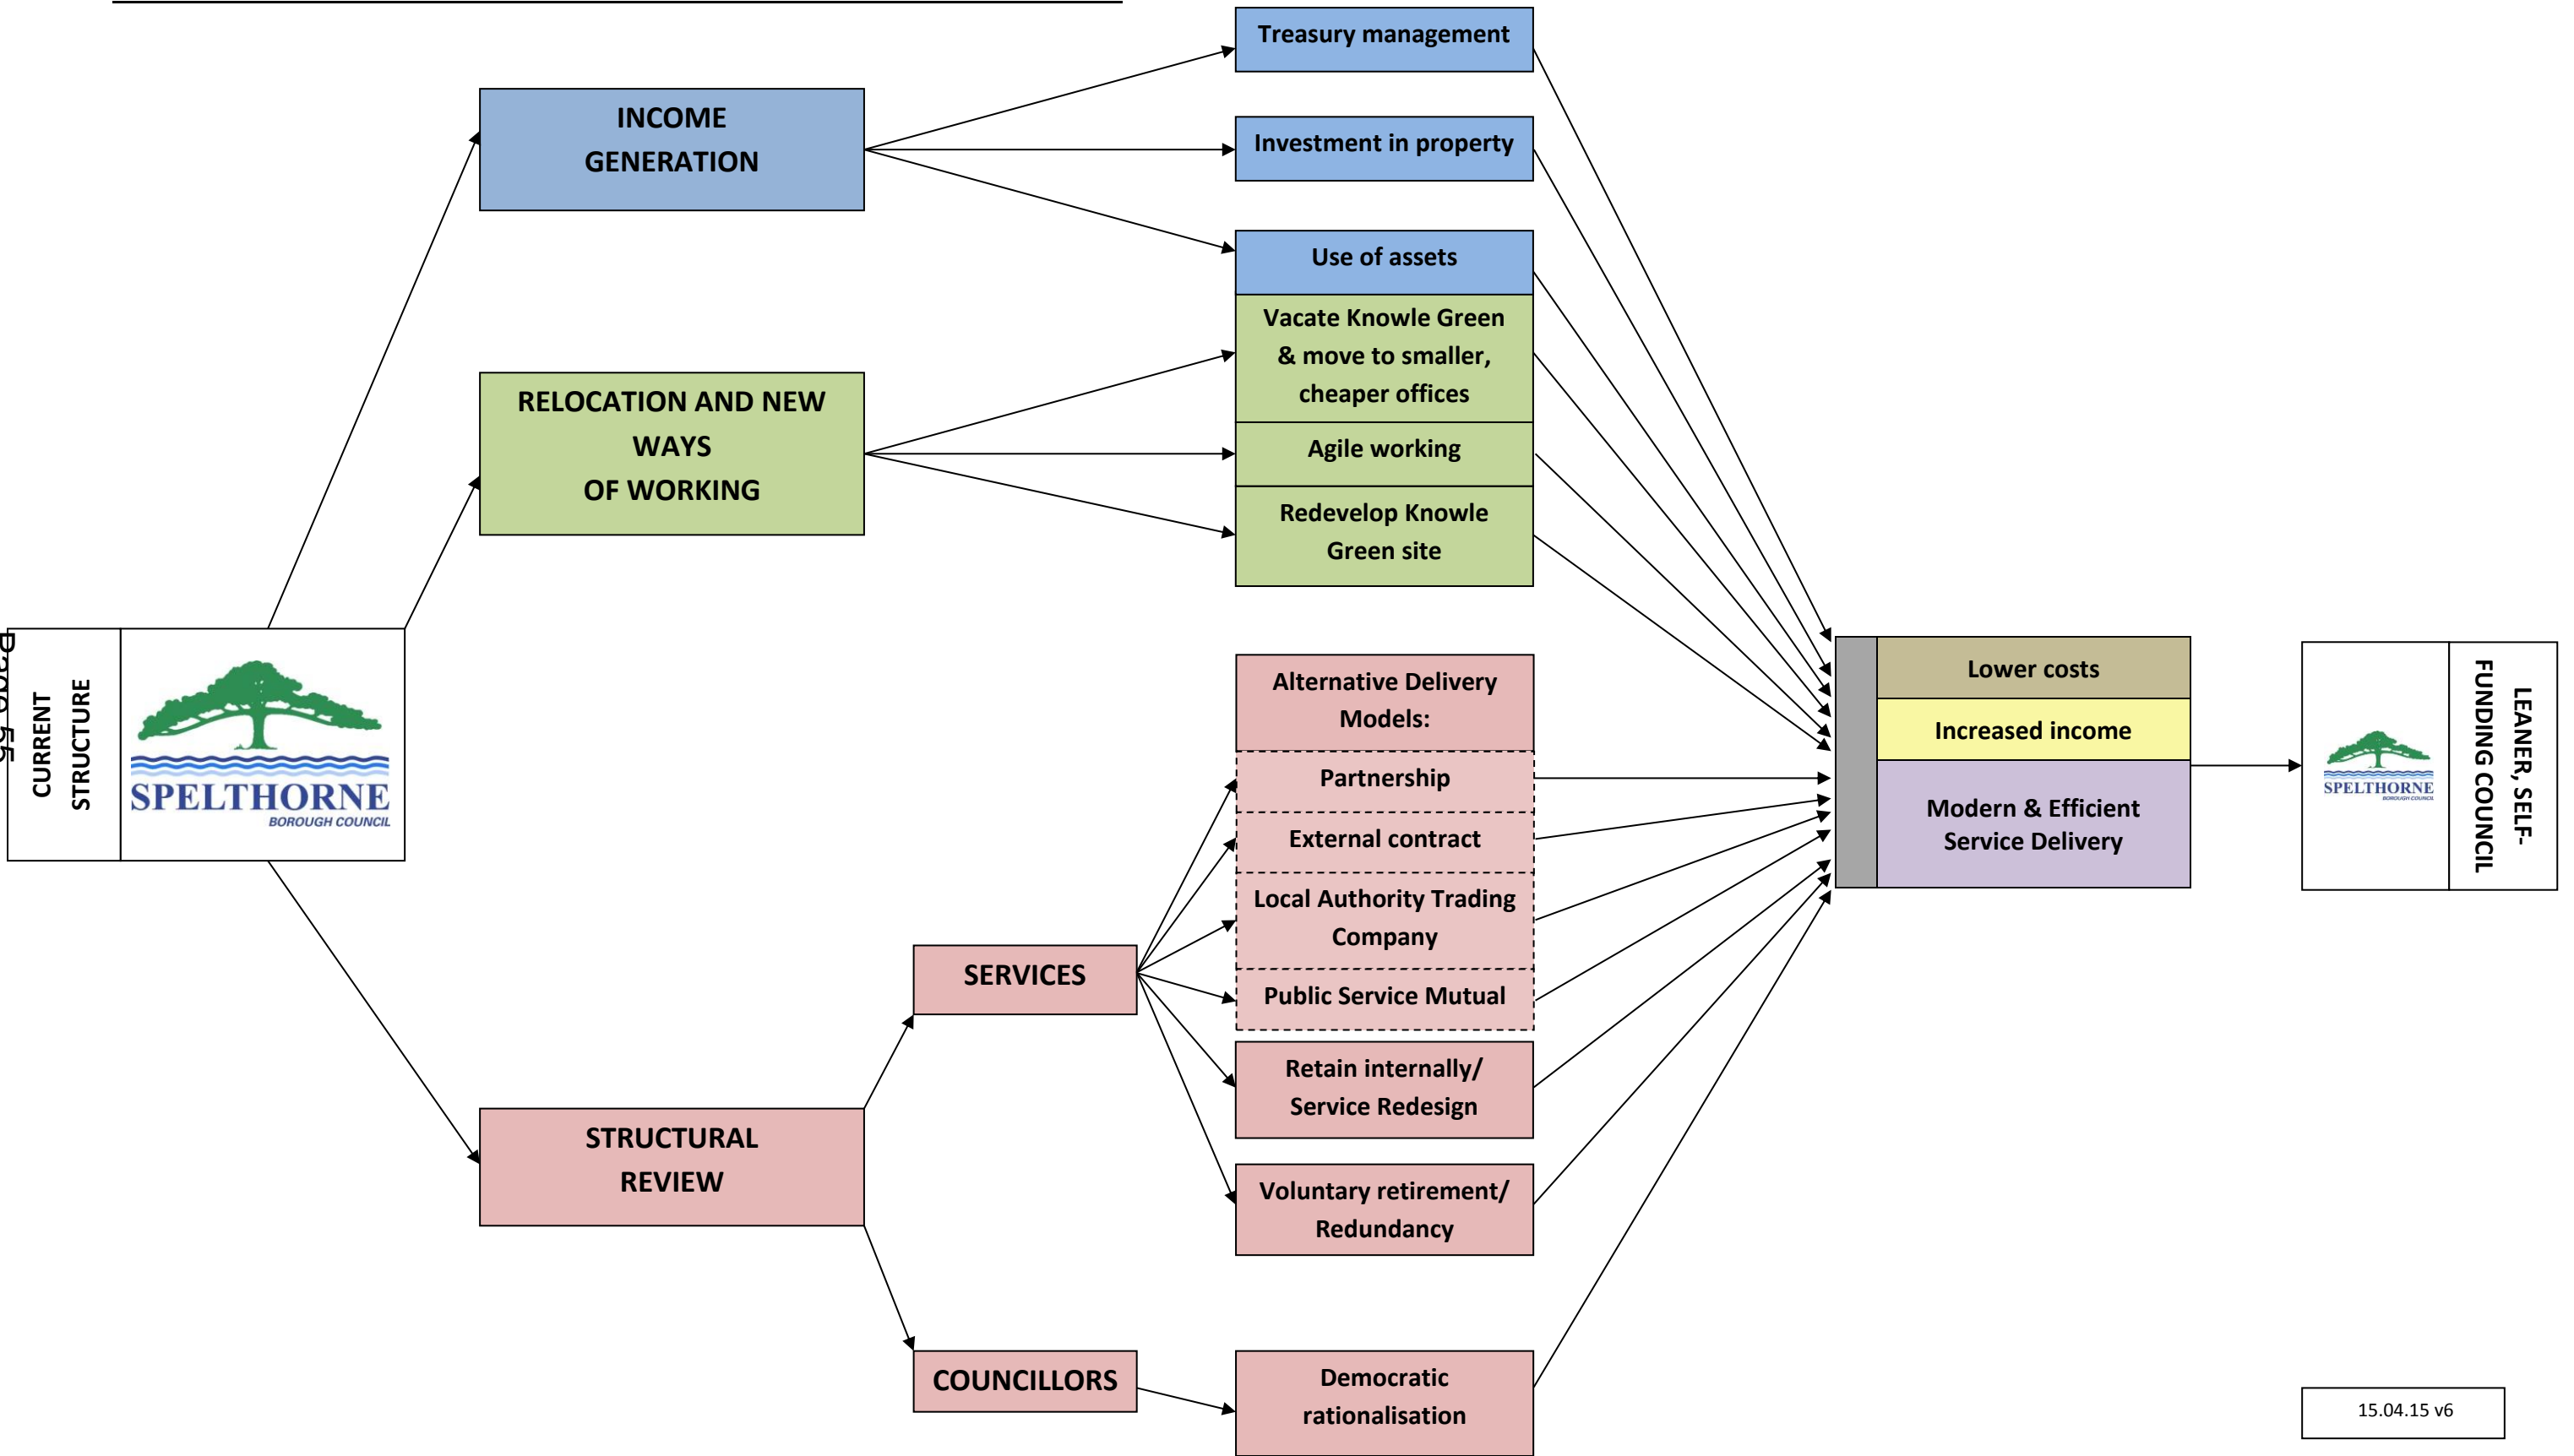 Treasury management
INCOME
GENERATION
Investment in property
Use of assets
Vacate Knowle Green
& move to smaller,
cheaper offices
RELOCATION AND NEW
WAYS
OF WORKING
Agile working
Redevelop Knowle
Green site
Page 55
CURRENT
STRUCTURE
SPELTHORNE
BOROUGH COUNCIL
Alternative Delivery
Models:
Partnership
External contract
Local Authority Trading
Company
Public Service Mutual
SERVICES
Retain internally/
Service Redesign
STRUCTURAL
REVIEW
Voluntary retirement/
Redundancy
COUNCILLORS
Democratic
rationalisation
Lower costs
Increased income
Modern & Efficient
Service Delivery
SPELTHORNE
BOROUGH COUNCIL
LEANER, SELF-
FUNDING COUNCIL
15.04.15 v6